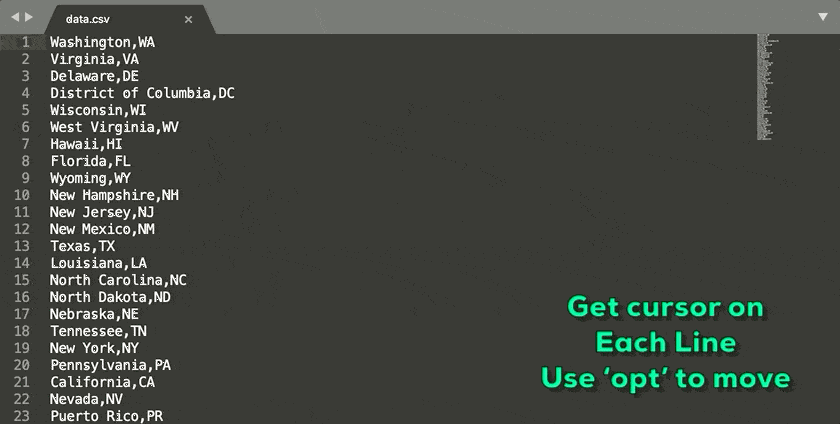 data.csv
1 Washington,WA
2 Virginia,VA
3 Delaware,DE
4 District of Columbia,DC
5 Wisconsin,WI
6 West Virginia,WV
7 Hawaii,HI
8 Florida,FL
9 Wyoming,WY
10 New Hampshire,NH
11 New Jersey,NJ
12 New Mexico,NM
13 Texas,TX
14 Louisiana,LA
15 North Carolina,NC
16 North Dakota,ND
17 Nebraska,NE
18 Tennessee,TN
19 New York,NY
20 Pennsylvania,PA
21 California,CA
22 Nevada,NV
23 Puerto Rico,PR
Get cursor on
Each Line
Use ‘opt’ to move